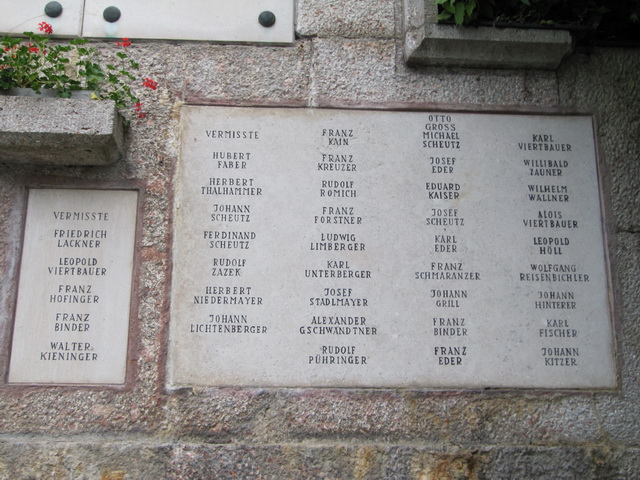 VERMISSTE
FRIEDRICH
LACKNER
LEOPOLD
VIERTBAUER
FRANZ
HOFINGER
FRANZ
BINDER
WALTER
KIENINGER
VERMISSTE
HUBERT
FABER
HERBERT
THALHAMMER
JOHANN
SCHEUTZ
FERDINAND
SCHEUTZ
RUDOLF
ZAZEK
HERBERT
NIEDERMAYER
JOHANN
LICHTENBERGER
FRANZ
KAIN
FRANZ
KREUZER
RUDOLF
ROMICH
FRANZ
FORSTNER
LUDWIG
LIMBERGER
KARL
UNTERBERGER
JOSEF
STADLMAYER
ALEXANDER
GSCHWANDTNER
RUDOLF
PÜHRINGER
OTTO
GROSS
MICHAEL
SCHEUTZ
JOSEF
EDER
EDUARD
KAISER
JOSEF
SCHEUTZ
KARL
EDER
FRANZ
SCHMARANZER
JOHANN
GRILL
FRANZ
BINDER
FRANZ
EDER
KARL
VIERTBAUER
WILLIBALD
ZAUNER
WILHELM
WALLNER
ALOIS
VIERTBAUER
LEOPOLD
HÖLL
WOLFGANG
REISENBICHLER
JOHANN
HINTERER
KARL
FISCHER
JOHANN
KITZER